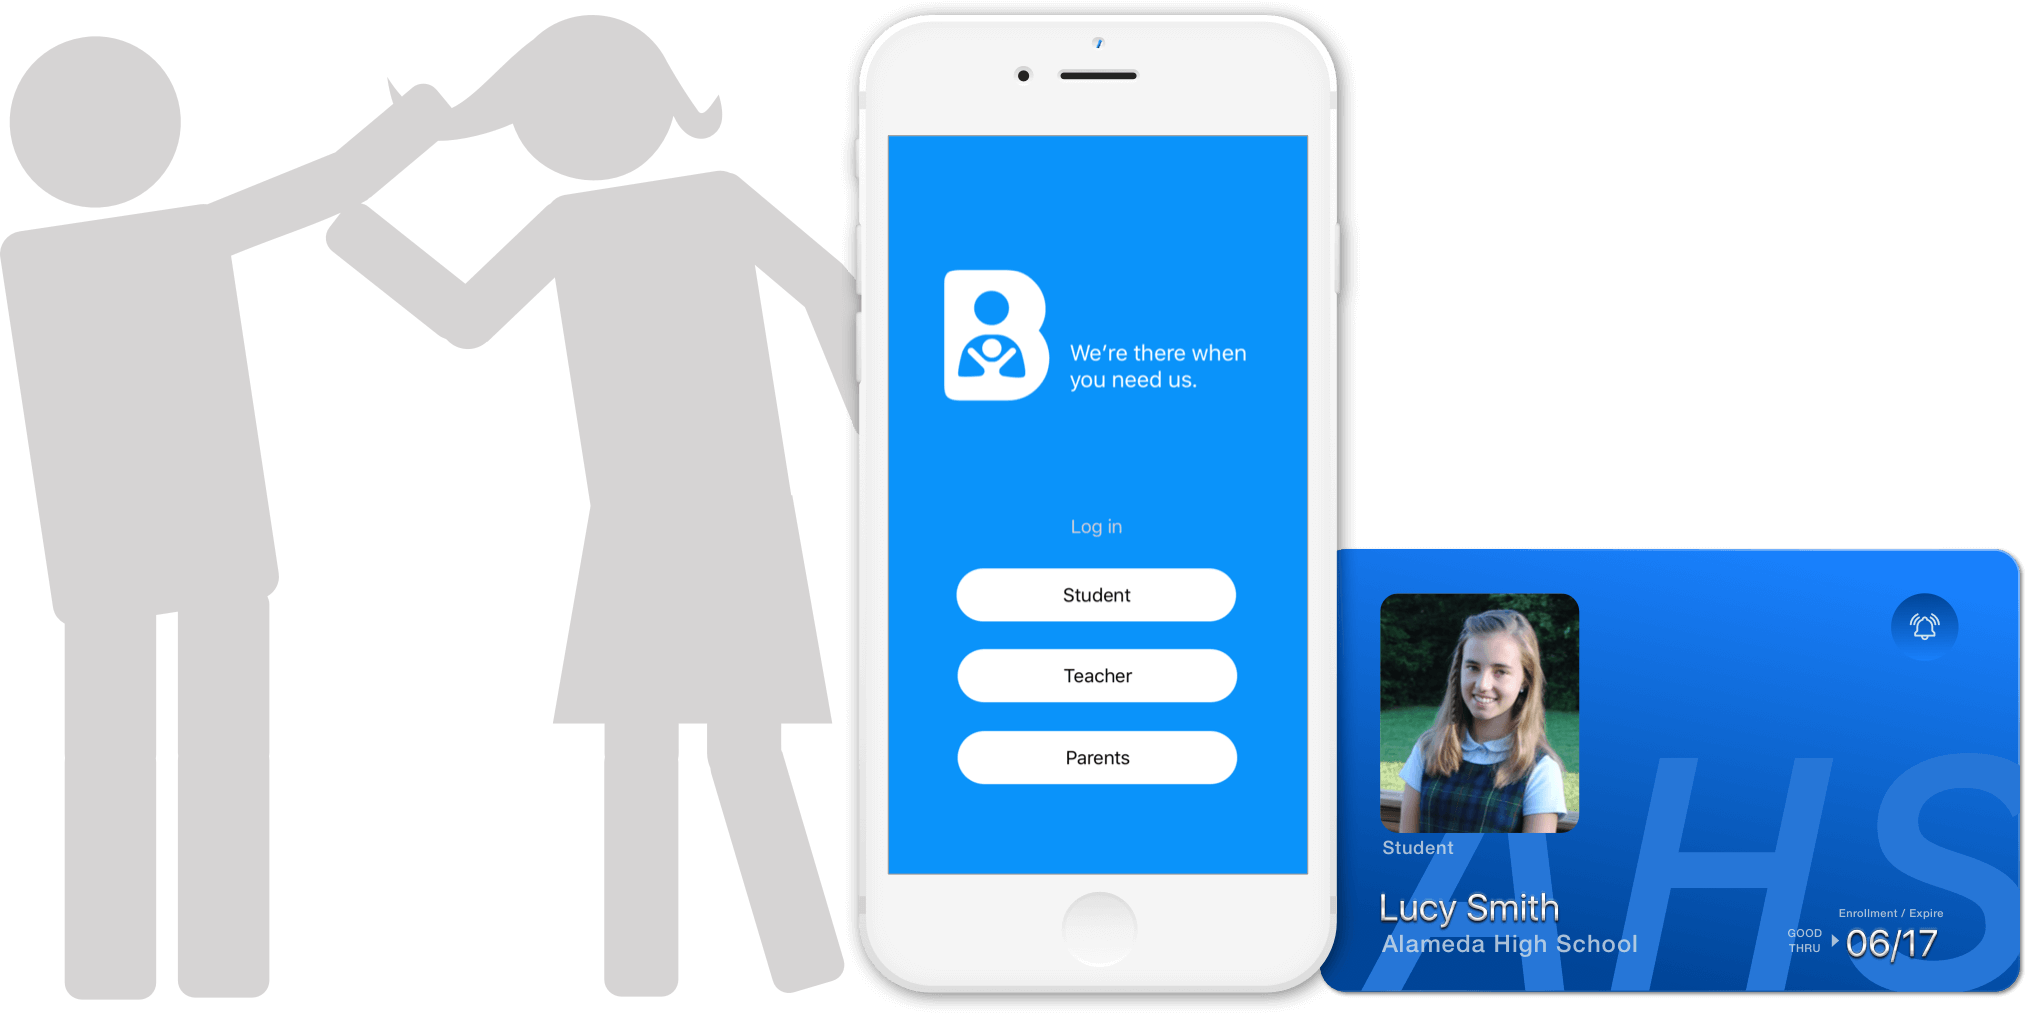 B
We're there when
you need us.
Log in
Student
Teacher
Parents
AHS
Student
Lucy Smith
Alameda High School
Enrollment / Expire
GOOD
THRU
06/17